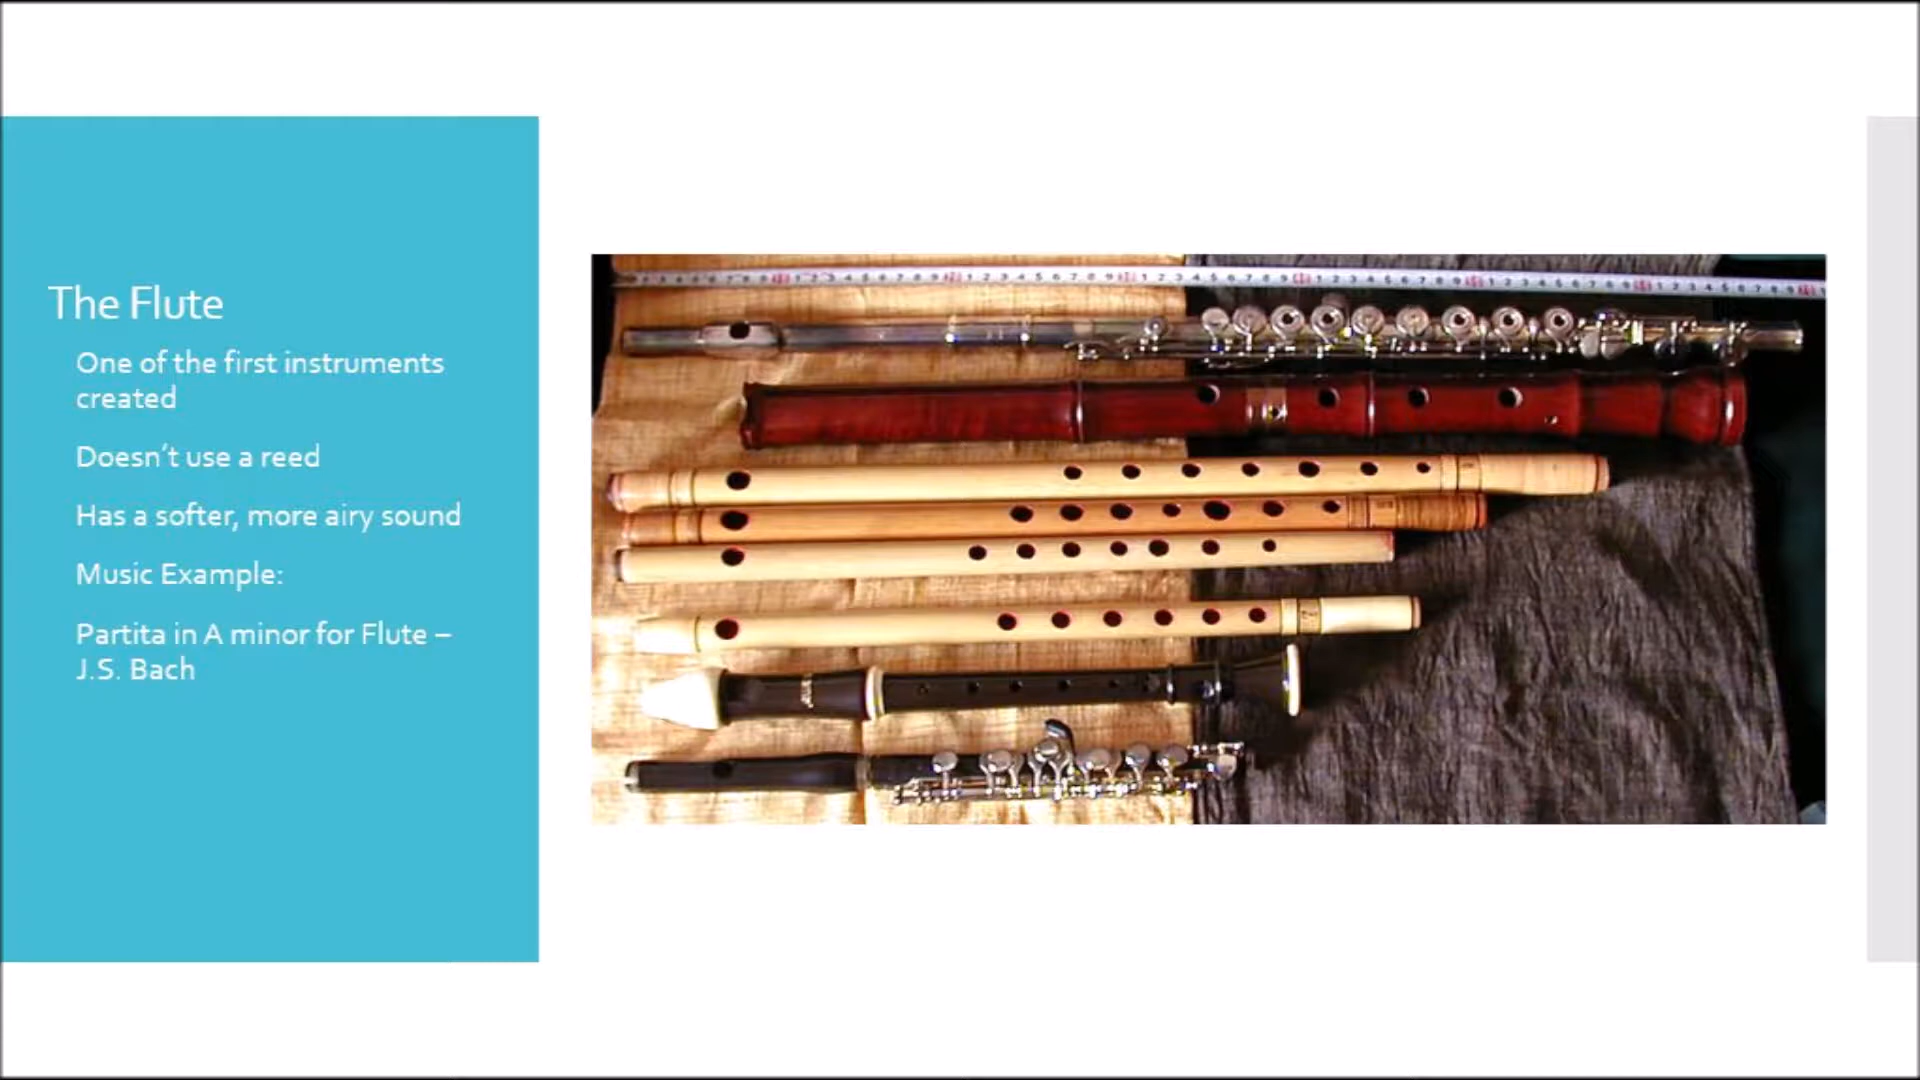 The Flute
One of the first instruments
created
Doesn't use a reed
Has a softer, more airy sound
Music Example:
Partita in A minor for Flute –
J.S. Bach